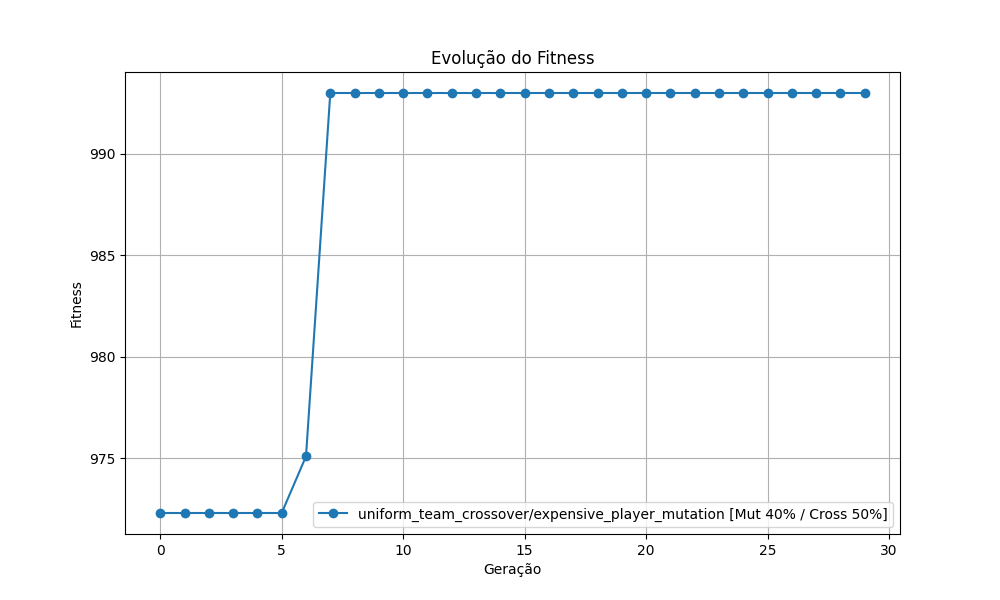 Evolução do Fitness
Fitness
990
985
980
975
uniform_team_crossover/expensive_player_mutation [Mut 40% / Cross 50%]
0 5 10 15 20 25 30
Geração